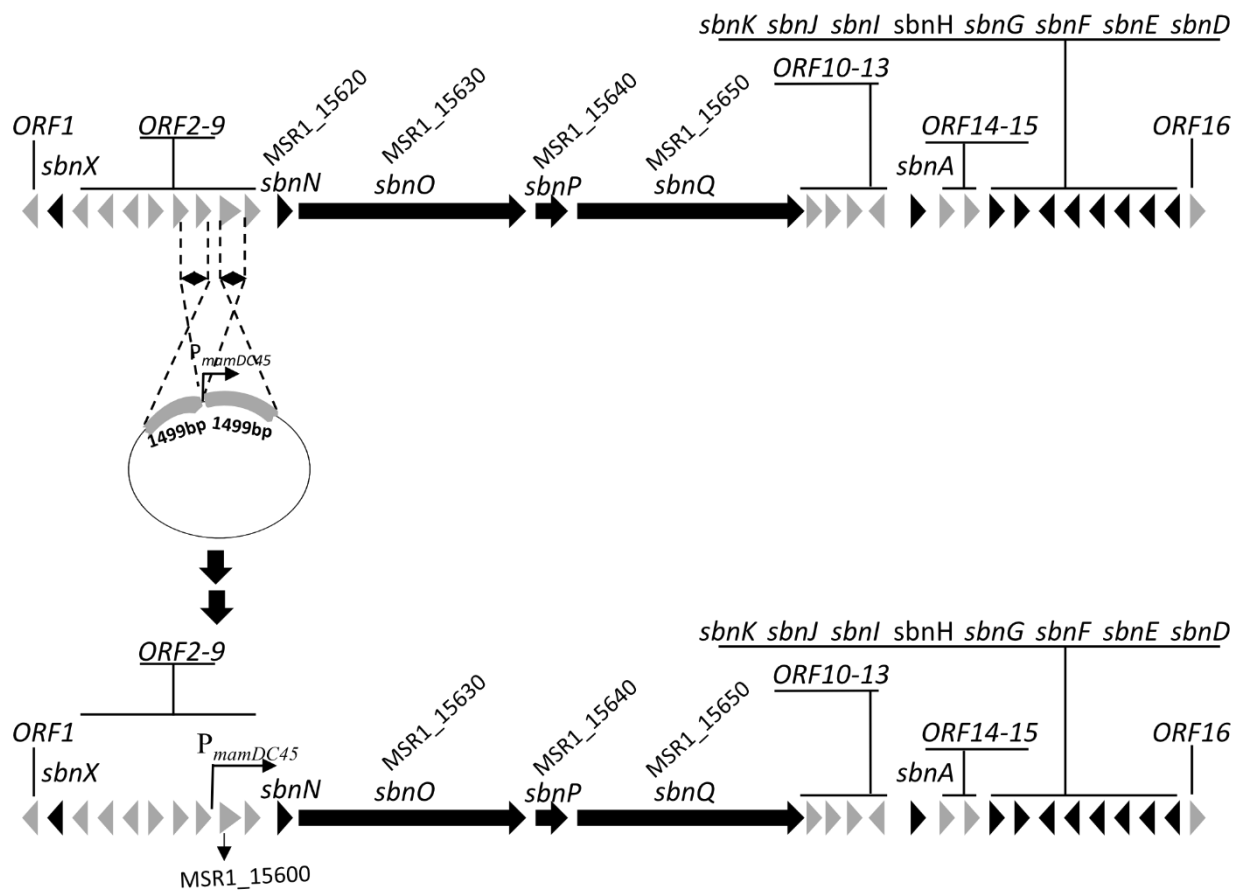 sbnK sbnJ sbnI sbnH sbnG sbnF sbnE sbnD
ORF10-13
MSR1_15620
MSR1_15630
MSR1_15640
MSR1_15650
ORF1
ORF2-9
ORF14-15
ORF16
sbnX
sbnN
sbnO
sbnP
sbnQ
sbnA
PmamDC45
1499bp 1499bp
sbnK sbnJ sbnI sbnH sbnG sbnF sbnE sbnD
ORF2-9
ORF10-13
MSR1_15630
MSR1_15640
MSR1_15650
ORF1
PmamDC45
ORF14-15
ORF16
sbnX
sbnN
sbnO
sbnP
sbnQ
sbnA
MSR1_15600